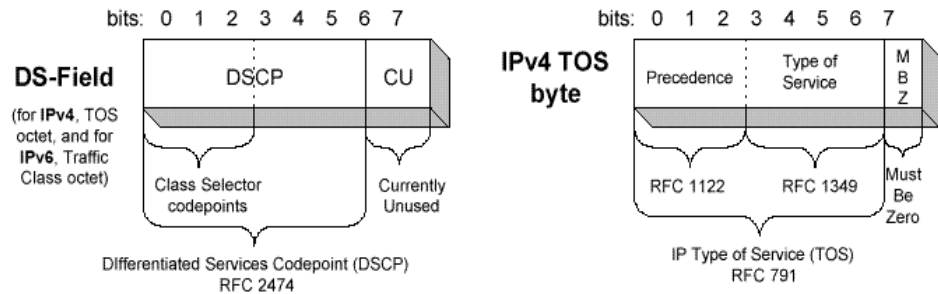 bits: 0 1 2 3 4 5 6 7
DS-Field
(for IPv4, TOS
octet, and for
IPv6, Traffic
Class octet)
DSCP
CU
Class Selector
codepoints
Currently
Unused
DIfferentiated Services Codepoint (DSCP)
RFC 2474
bits: 0 1 2 3 4 5 6 7
IPv4 TOS
byte
Precedence
Type of
Service
M
B
Z
RFC 1122
RFC 1349
Must
Be
Zero
IP Type of Service (TOS)
RFC 791